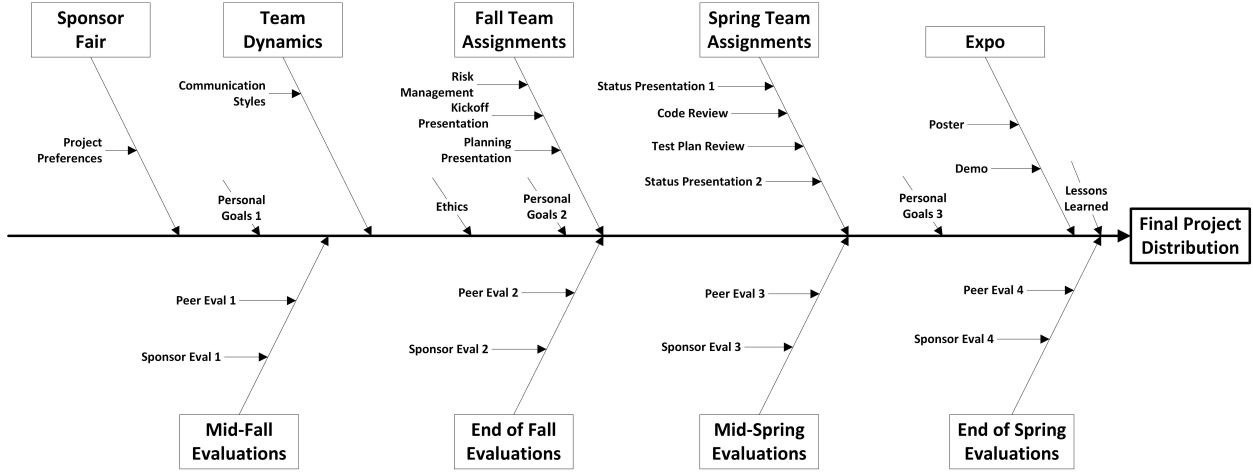 Sponsor
Fair
Team
Dynamics
Fall Team
Assignments
Spring Team
Assignments
Expo
Project
Preferences
Communication
Styles
Risk
Management
Kickoff
Presentation
Planning
Presentation
Status Presentation 1
Code Review
Test Plan Review
Status Presentation 2
Poster
Demo
Personal
Goals 1
Ethics
Personal
Goals 2
Personal
Goals 3
Lessons
Learned
Final Project
Distribution
Peer Eval 1
Sponsor Eval 1
Peer Eval 2
Sponsor Eval 2
Peer Eval 3
Sponsor Eval 3
Peer Eval 4
Sponsor Eval 4
Mid-Fall
Evaluations
End of Fall
Evaluations
Mid-Spring
Evaluations
End of Spring
Evaluations